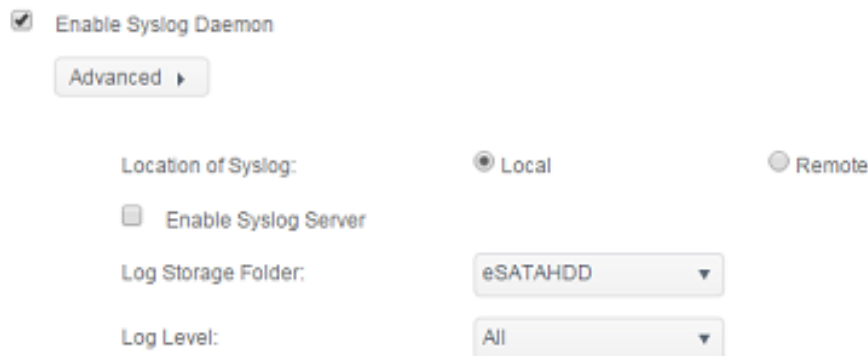 Enable Syslog Daemon
Advanced
Location of Syslog: Local Remote
Enable Syslog Server
Log Storage Folder: eSATAHDD
Log Level: All